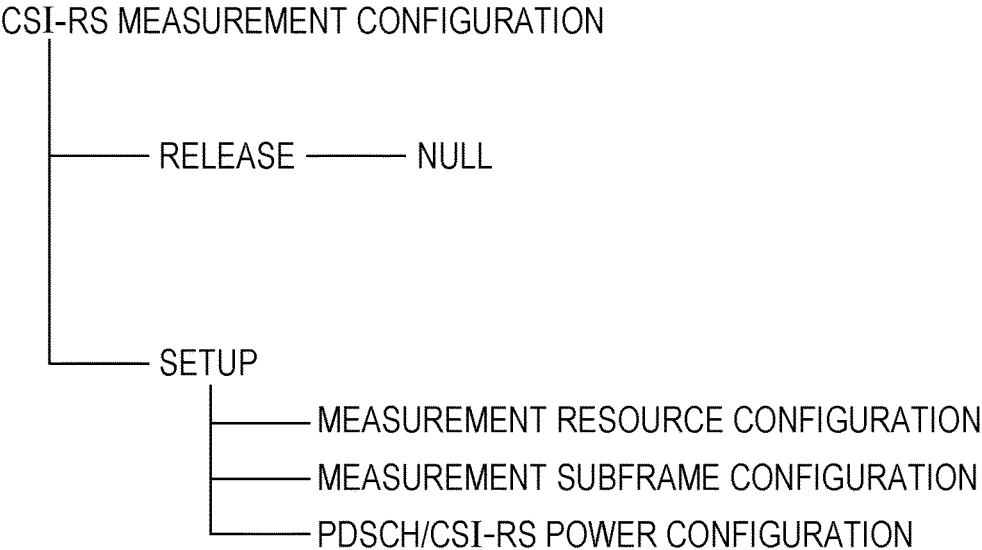 CSI-RS MEASUREMENT CONFIGURATION
RELEASE NULL
SETUP
MEASUREMENT RESOURCE CONFIGURATION
MEASUREMENT SUBFRAME CONFIGURATION
PDSCH/CSI-RS POWER CONFIGURATION